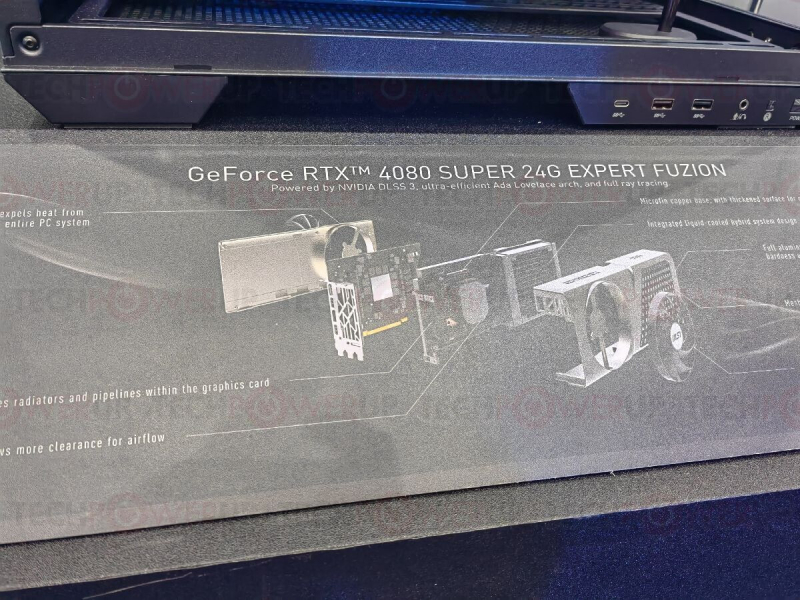 GeForce RTX™ 4080 SUPER 24G EXPERT FUZION
Powered by NVIDIA DLSS 3, ultra-efficient Ada Lovelace arch, and full ray tracing.
expels heat from
entire PC system
Microfin copper base, with thickened surface for
Integrated liquid-cooled hybrid system design
Full
hardness
radiators and pipelines within the graphics card
more clearance for airflow
TECHPOWERUP